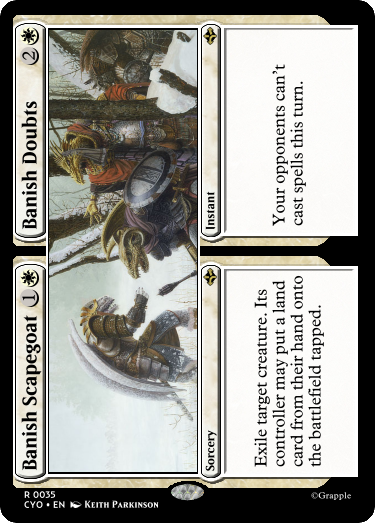 Banish Scapegoat 1
Sorcery
Exile target creature. Its
controller may put a land
card from their hand onto
the battlefield tapped.
Banish Doubts 2
Instant
Your opponents can't
cast spells this turn.
R 0035
CYO • EN KEITH PARKINSON
©Grapple